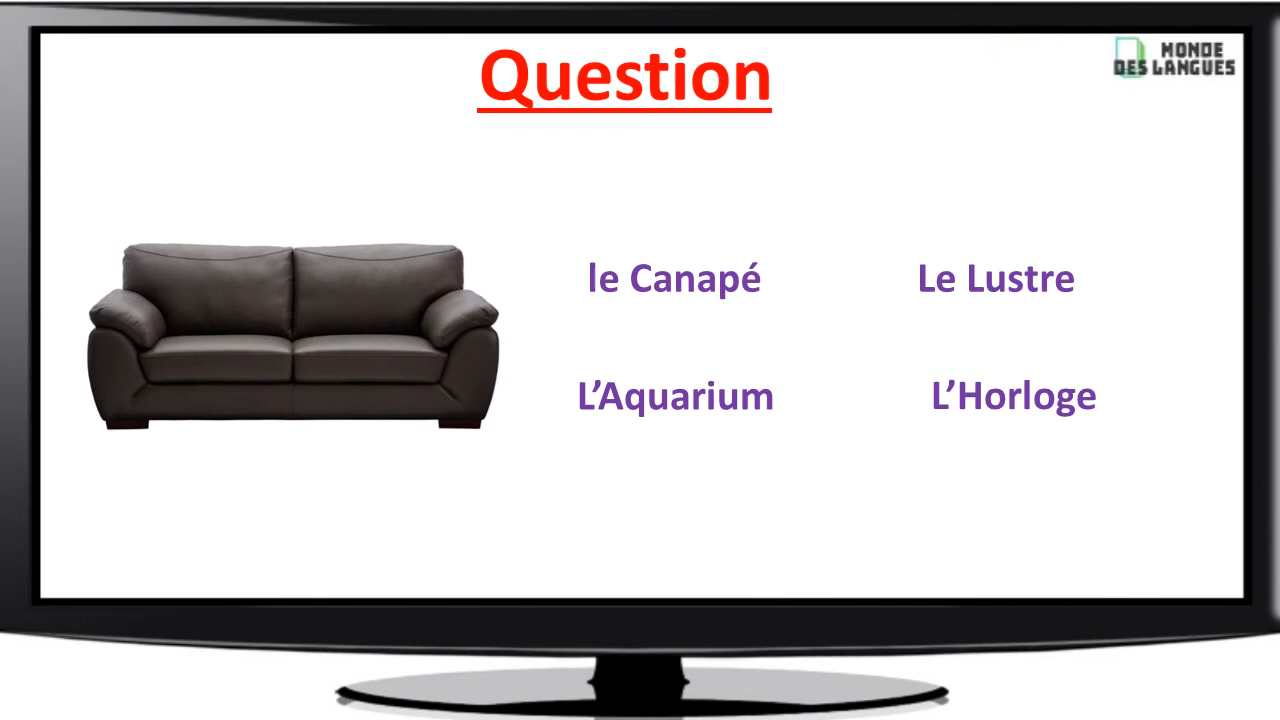 Question
MONDE
DES LANGUES
le Canapé
Le Lustre
L'Aquarium
L'Horloge